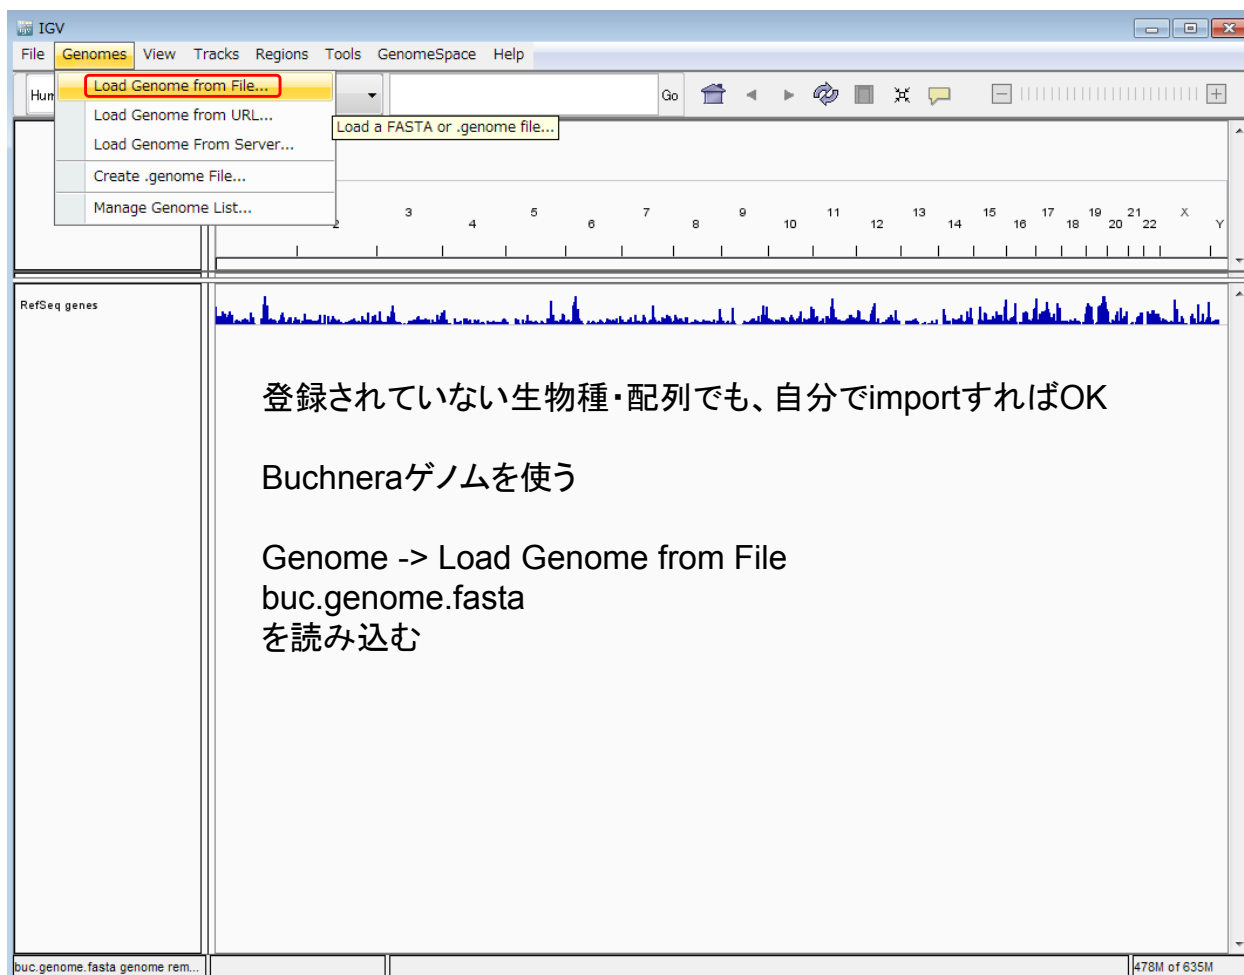 IGV
File Genomes View Tracks Regions Tools GenomeSpace Help
Load Genome from File...
Hum Go
Load Genome from URL...
Load a FASTA or .genome file...
Load Genome From Server...
Create .genome File...
Manage Genome List...
2 3 4 5 6 7 8 9 10 11 12 13 14 15 16 17 18 19 20 21 22 X Y
RefSeq genes
登録されていない生物種・配列でも、自分でimportすればOK
Buchneraゲノムを使う
Genome -> Load Genome from File
buc.genome.fasta
を読み込む
buc.genome.fasta genome rem... 478M of 635M